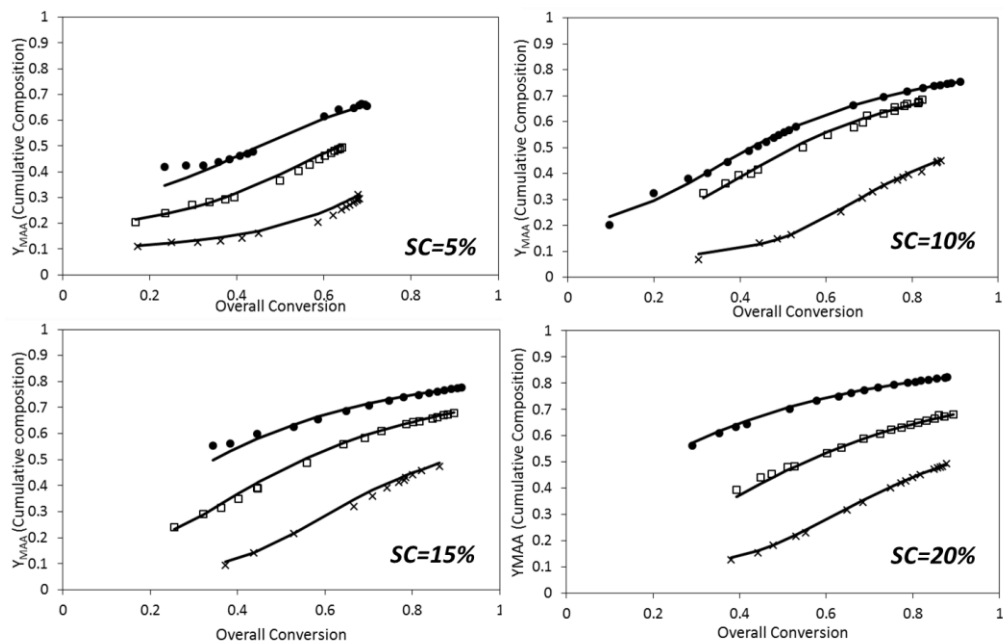 1
0.9
0.8
0.7
0.6
0.5
0.4
0.3
0.2
0.1
0
Y_MAA (Cumulative Composition)
SC=5%
0 0.2 0.4 0.6 0.8 1
Overall Conversion
1
0.9
0.8
0.7
0.6
0.5
0.4
0.3
0.2
0.1
0
Y_MAA (Cumulative Composition)
SC=10%
0 0.2 0.4 0.6 0.8 1
Overall Conversion
1
0.9
0.8
0.7
0.6
0.5
0.4
0.3
0.2
0.1
0
Y_MAA (Cumulative composition)
SC=15%
0 0.2 0.4 0.6 0.8 1
Overall Conversion
1
0.9
0.8
0.7
0.6
0.5
0.4
0.3
0.2
0.1
0
YMAA (Cumulative composition)
SC=20%
0 0.2 0.4 0.6 0.8 1
Overall Conversion